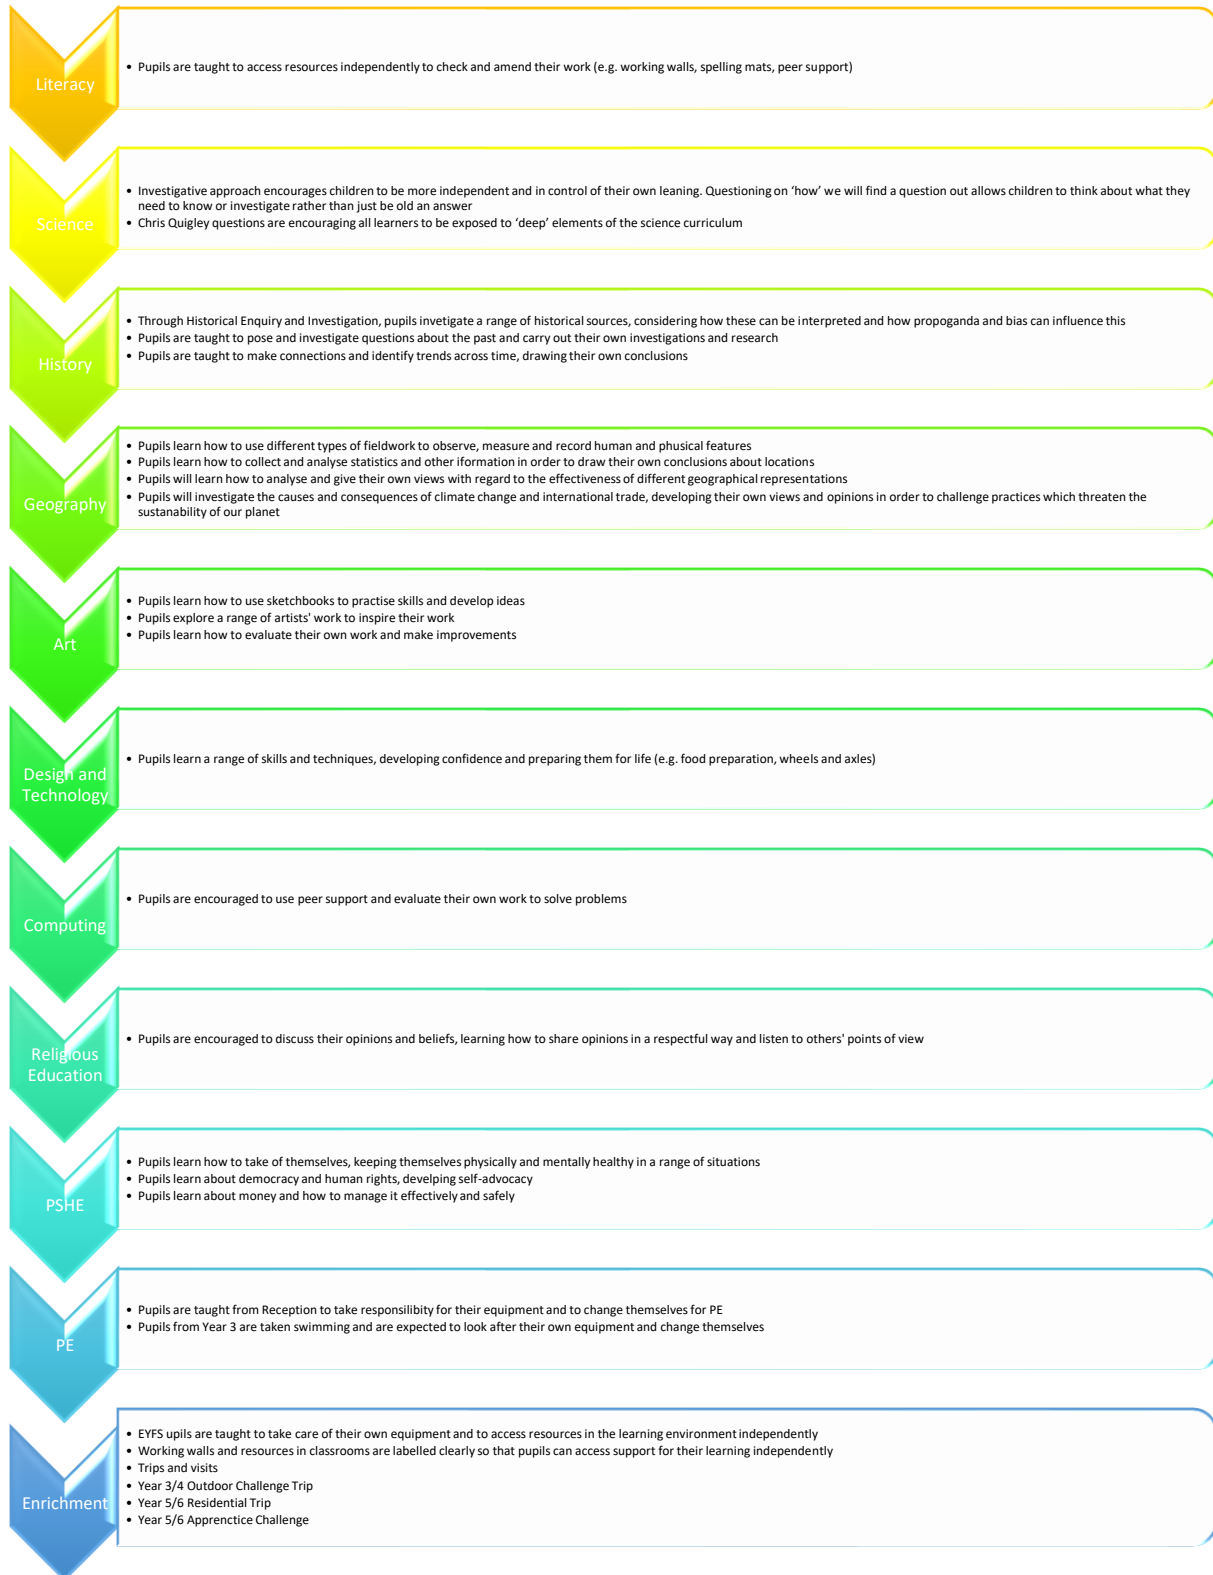 Literacy
• Pupils are taught to access resources independently to check and amend their work (e.g. working walls, spelling mats, peer support)
Science
• Investigative approach encourages children to be more independent and in control of their own leaning. Questioning on ‘how’ we will find a question out allows children to think about what they
need to know or investigate rather than just be old an answer
• Chris Quigley questions are encouraging all learners to be exposed to ‘deep’ elements of the science curriculum
History
• Through Historical Enquiry and Investigation, pupils invetigate a range of historical sources, considering how these can be interpreted and how propoganda and bias can influence this
• Pupils are taught to pose and investigate questions about the past and carry out their own investigations and research
• Pupils are taught to make connections and identify trends across time, drawing their own conclusions
Geography
• Pupils learn how to use different types of fieldwork to observe, measure and record human and phusical features
• Pupils learn how to collect and analyse statistics and other iformation in order to draw their own conclusions about locations
• Pupils will learn how to analyse and give their own views with regard to the effectiveness of different geographical representations
• Pupils will investigate the causes and consequences of climate change and international trade, developing their own views and opinions in order to challenge practices which threaten the
sustanability of our planet
Art
• Pupils learn how to use sketchbooks to practise skills and develop ideas
• Pupils explore a range of artists' work to inspire their work
• Pupils learn how to evaluate their own work and make improvements
Design and
Technology
• Pupils learn a range of skills and techniques, developing confidence and preparing them for life (e.g. food preparation, wheels and axles)
Computing
• Pupils are encouraged to use peer support and evaluate their own work to solve problems
Religious
Education
• Pupils are encouraged to discuss their opinions and beliefs, learning how to share opinions in a respectful way and listen to others' points of view
PSHE
• Pupils learn how to take of themselves, keeping themselves physically and mentally healthy in a range of situations
• Pupils learn about democracy and human rights, develping self-advocacy
• Pupils learn about money and how to manage it effectively and safely
PE
• Pupils are taught from Reception to take responsilibity for their equipment and to change themselves for PE
• Pupils from Year 3 are taken swimming and are expected to look after their own equipment and change themselves
Enrichment
• EYFS upils are taught to take care of their own equipment and to access resources in the learning environment independently
• Working walls and resources in classrooms are labelled clearly so that pupils can access support for their learning independently
• Trips and visits
• Year 3/4 Outdoor Challenge Trip
• Year 5/6 Residential Trip
• Year 5/6 Apprenctice Challenge